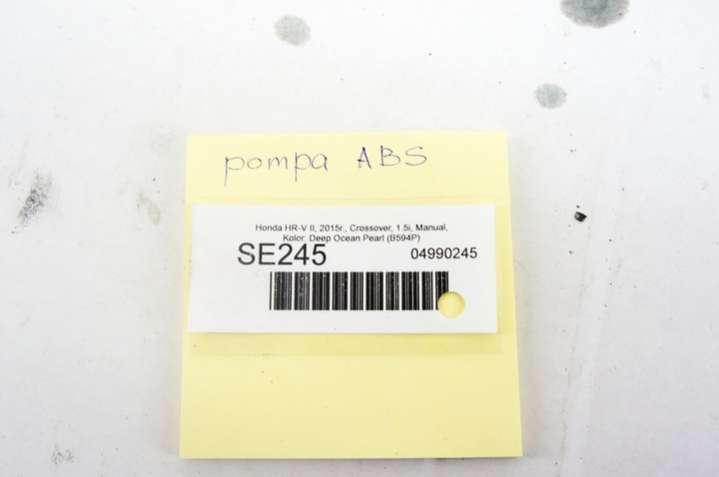 pompa ABS
Honda HR-V II, 2015r., Crossover, 1.5i, Manual,
Kolor: Deep Ocean Pearl (B594P)
SE245 04990245